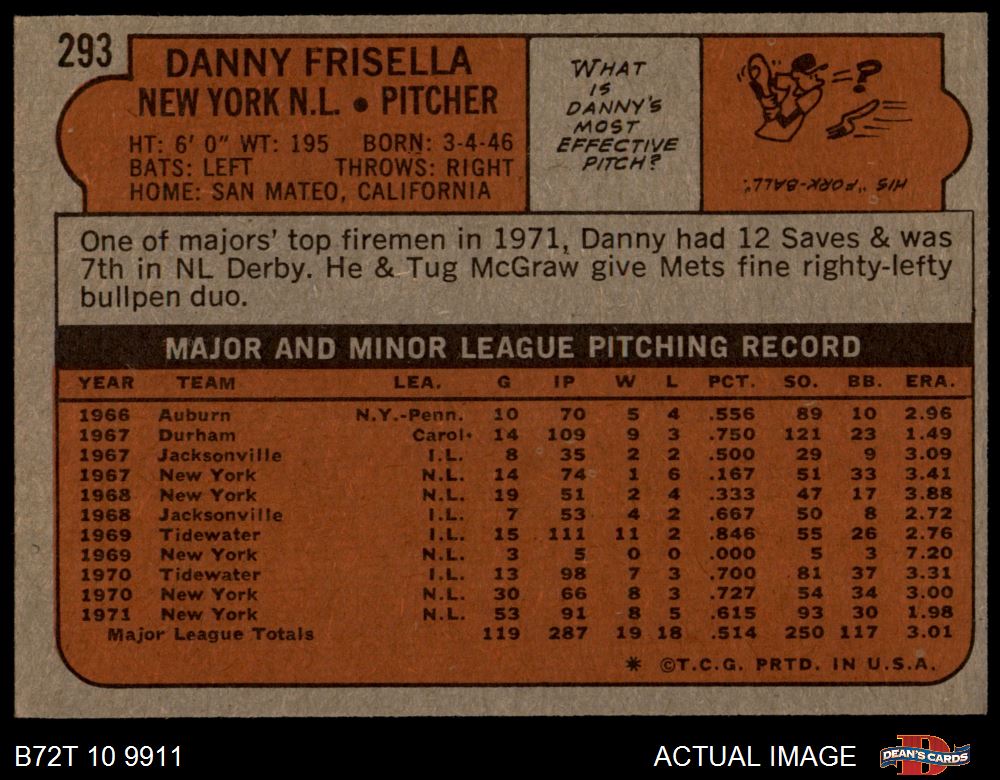 293
DANNY FRISELLA
NEW YORK N.L. • PITCHER
HT: 6' 0" WT: 195 BORN: 3-4-46
BATS: LEFT THROWS: RIGHT
HOME: SAN MATEO, CALIFORNIA
WHAT
IS
DANNY'S
MOST
EFFECTIVE
PITCH?
?
HIS "FORK-BALL".
One of majors' top firemen in 1971, Danny had 12 Saves & was
7th in NL Derby. He & Tug McGraw give Mets fine righty-lefty
bullpen duo.
MAJOR AND MINOR LEAGUE PITCHING RECORD
YEAR TEAM LEA. G IP W L PCT. SO. BB. ERA.
1966 Auburn N.Y.-Penn. 10 70 5 4 .556 89 10 2.96
1967 Durham Carol. 14 109 9 3 .750 121 23 1.49
1967 Jacksonville I.L. 8 35 2 2 .500 29 9 3.09
1967 New York N.L. 14 74 1 6 .167 51 33 3.41
1968 New York N.L. 19 51 2 4 .333 47 17 3.88
1968 Jacksonville I.L. 7 53 4 2 .667 50 8 2.72
1969 Tidewater I.L. 15 111 11 2 .846 55 26 2.76
1969 New York N.L. 3 5 0 0 .000 5 3 7.20
1970 Tidewater I.L. 13 98 7 3 .700 81 37 3.31
1970 New York N.L. 30 66 8 3 .727 54 34 3.00
1971 New York N.L. 53 91 8 5 .615 93 30 1.98
Major League Totals 119 287 19 18 .514 250 117 3.01
* ©T.C.G. PRTD. IN U.S.A.
B72T 10 9911
ACTUAL IMAGE
DEAN'S CARDS